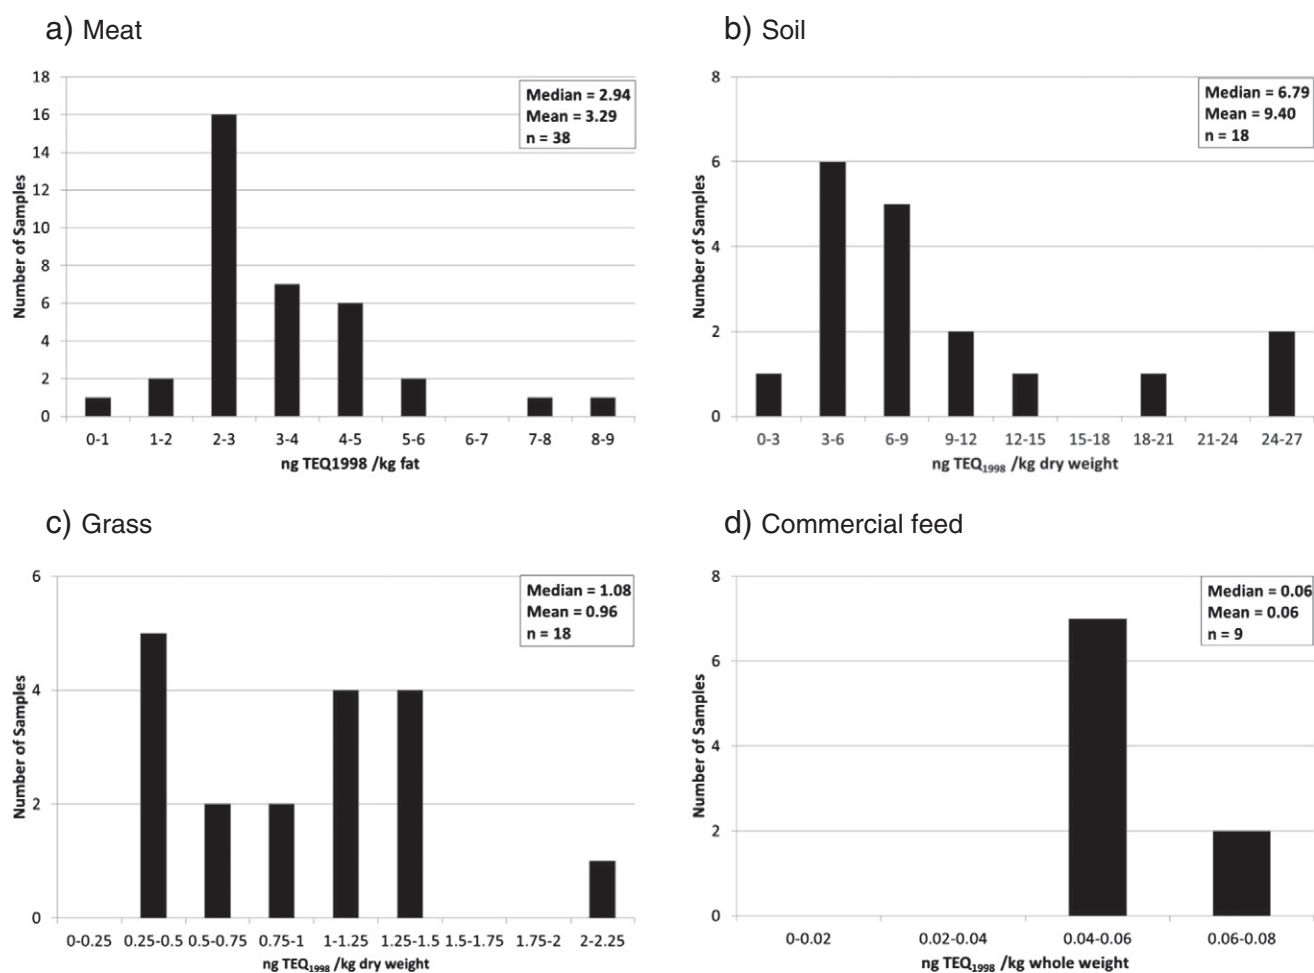 a) Meat
18
16
14
12
10
8
6
4
2
0
Number of Samples
Median = 2.94
Mean = 3.29
n = 38
0-1 1-2 2-3 3-4 4-5 5-6 6-7 7-8 8-9
ng TEQ1998 /kg fat
b) Soil
8
6
4
2
0
Number of Samples
Median = 6.79
Mean = 9.40
n = 18
0-3 3-6 6-9 9-12 12-15 15-18 18-21 21-24 24-27
ng TEQ1998 /kg dry weight
c) Grass
6
4
2
0
Number of Samples
Median = 1.08
Mean = 0.96
n = 18
0-0.25 0.25-0.5 0.5-0.75 0.75-1 1-1.25 1.25-1.5 1.5-1.75 1.75-2 2-2.25
ng TEQ1998 /kg dry weight
d) Commercial feed
8
6
4
2
0
Number of Samples
Median = 0.06
Mean = 0.06
n = 9
0-0.02 0.02-0.04 0.04-0.06 0.06-0.08
ng TEQ1998 /kg whole weight